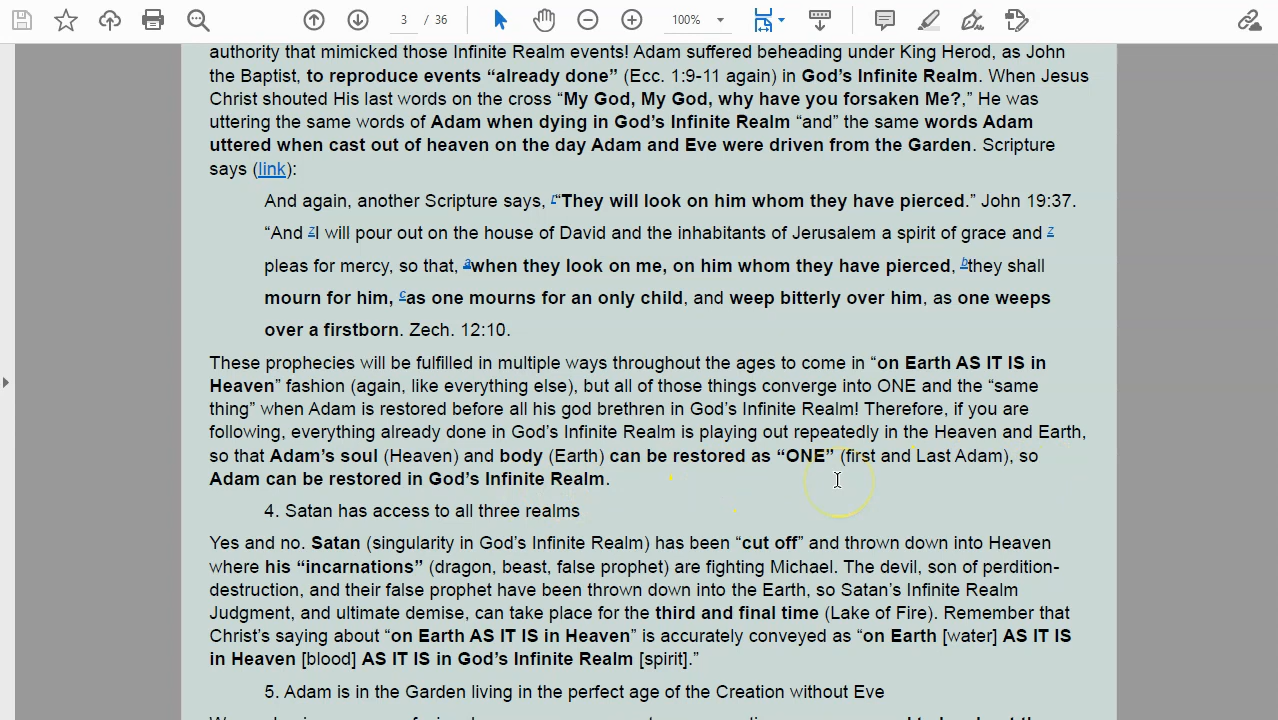 3 / 36
100%
authority that mimicked those Infinite Realm events! Adam suffered beheading under King Herod, as John
the Baptist, to reproduce events “already done” (Ecc. 1:9-11 again) in God’s Infinite Realm. When Jesus
Christ shouted His last words on the cross “My God, My God, why have you forsaken Me?,” He was
uttering the same words of Adam when dying in God’s Infinite Realm “and” the same words Adam
uttered when cast out of heaven on the day Adam and Eve were driven from the Garden. Scripture
says (link):
And again, another Scripture says, r“They will look on him whom they have pierced.” John 19:37.
“And zI will pour out on the house of David and the inhabitants of Jerusalem a spirit of grace and z
pleas for mercy, so that, awhen they look on me, on him whom they have pierced, bthey shall
mourn for him, cas one mourns for an only child, and weep bitterly over him, as one weeps
over a firstborn. Zech. 12:10.
These prophecies will be fulfilled in multiple ways throughout the ages to come in “on Earth AS IT IS in
Heaven” fashion (again, like everything else), but all of those things converge into ONE and the “same
thing” when Adam is restored before all his god brethren in God’s Infinite Realm! Therefore, if you are
following, everything already done in God’s Infinite Realm is playing out repeatedly in the Heaven and Earth,
so that Adam’s soul (Heaven) and body (Earth) can be restored as “ONE” (first and Last Adam), so
Adam can be restored in God’s Infinite Realm.
4. Satan has access to all three realms
Yes and no. Satan (singularity in God’s Infinite Realm) has been “cut off” and thrown down into Heaven
where his “incarnations” (dragon, beast, false prophet) are fighting Michael. The devil, son of perdition-
destruction, and their false prophet have been thrown down into the Earth, so Satan’s Infinite Realm
Judgment, and ultimate demise, can take place for the third and final time (Lake of Fire). Remember that
Christ’s saying about “on Earth AS IT IS in Heaven” is accurately conveyed as “on Earth [water] AS IT IS
in Heaven [blood] AS IT IS in God’s Infinite Realm [spirit].”
5. Adam is in the Garden living in the perfect age of the Creation without Eve